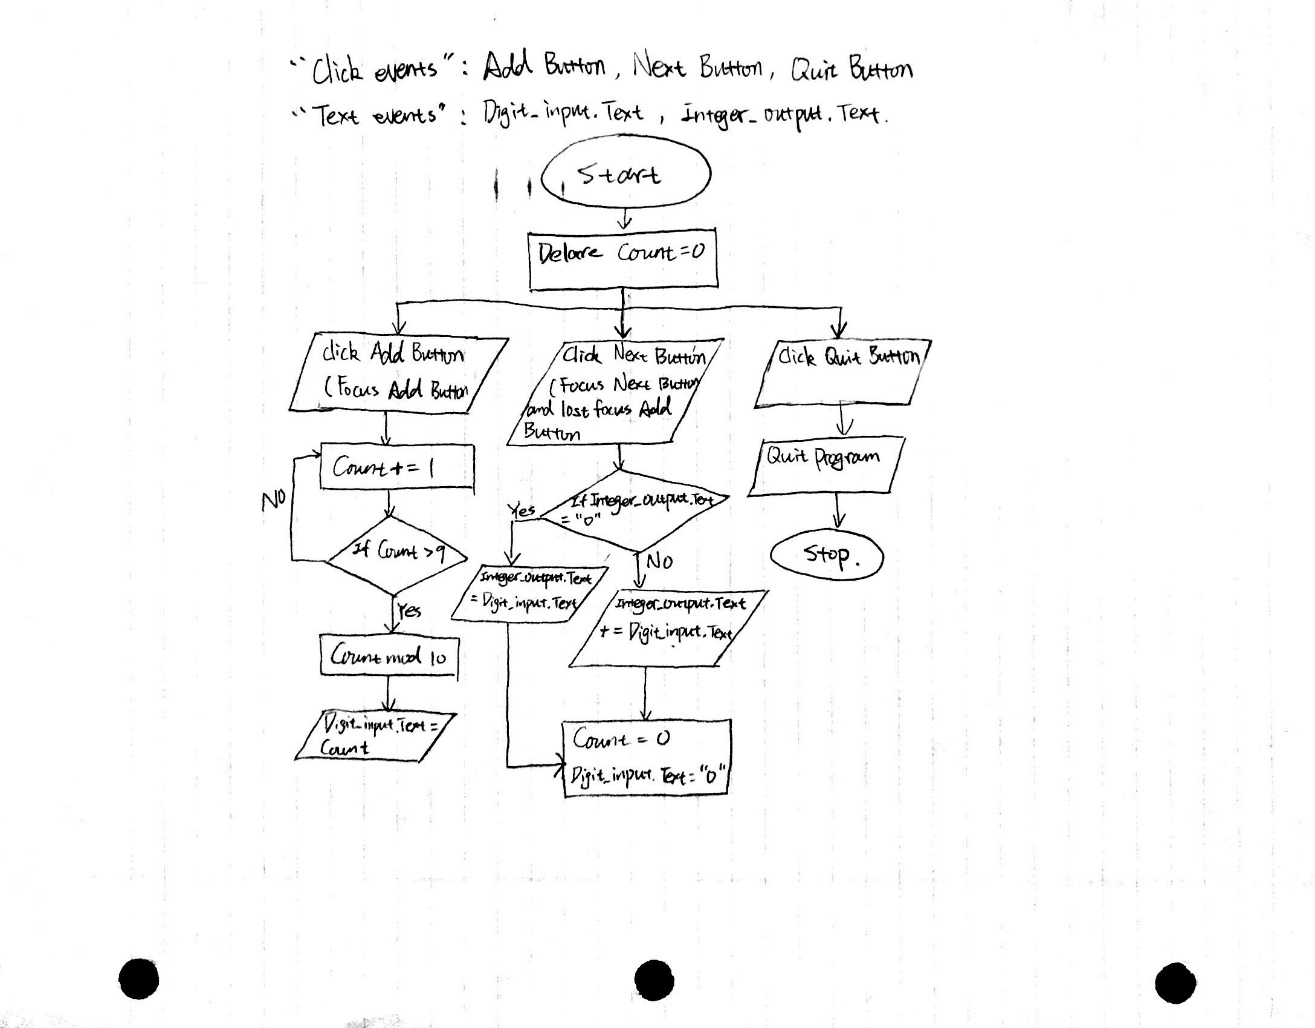 "Click events": Add Button, Next Button, Quit Button
"Text events": Digit_input.Text, Integer_output.Text.
Start
Delare Count=0
Click Add Button
(Focus Add Button
Click Next Button
(Focus Next Button
and lost focus Add
Button
Click Quit Button
Count += 1
NO
If Count >9
Yes
Count mod 10
Digit_input.Text =
Count
If Integer_output.Text
= "0"
Yes
NO
Integer_output.Text
= Digit_input.Text
Integer_output.Text
+= Digit_input.Text
Count = 0
Digit_input.Text = "0"
Quit program
Stop.